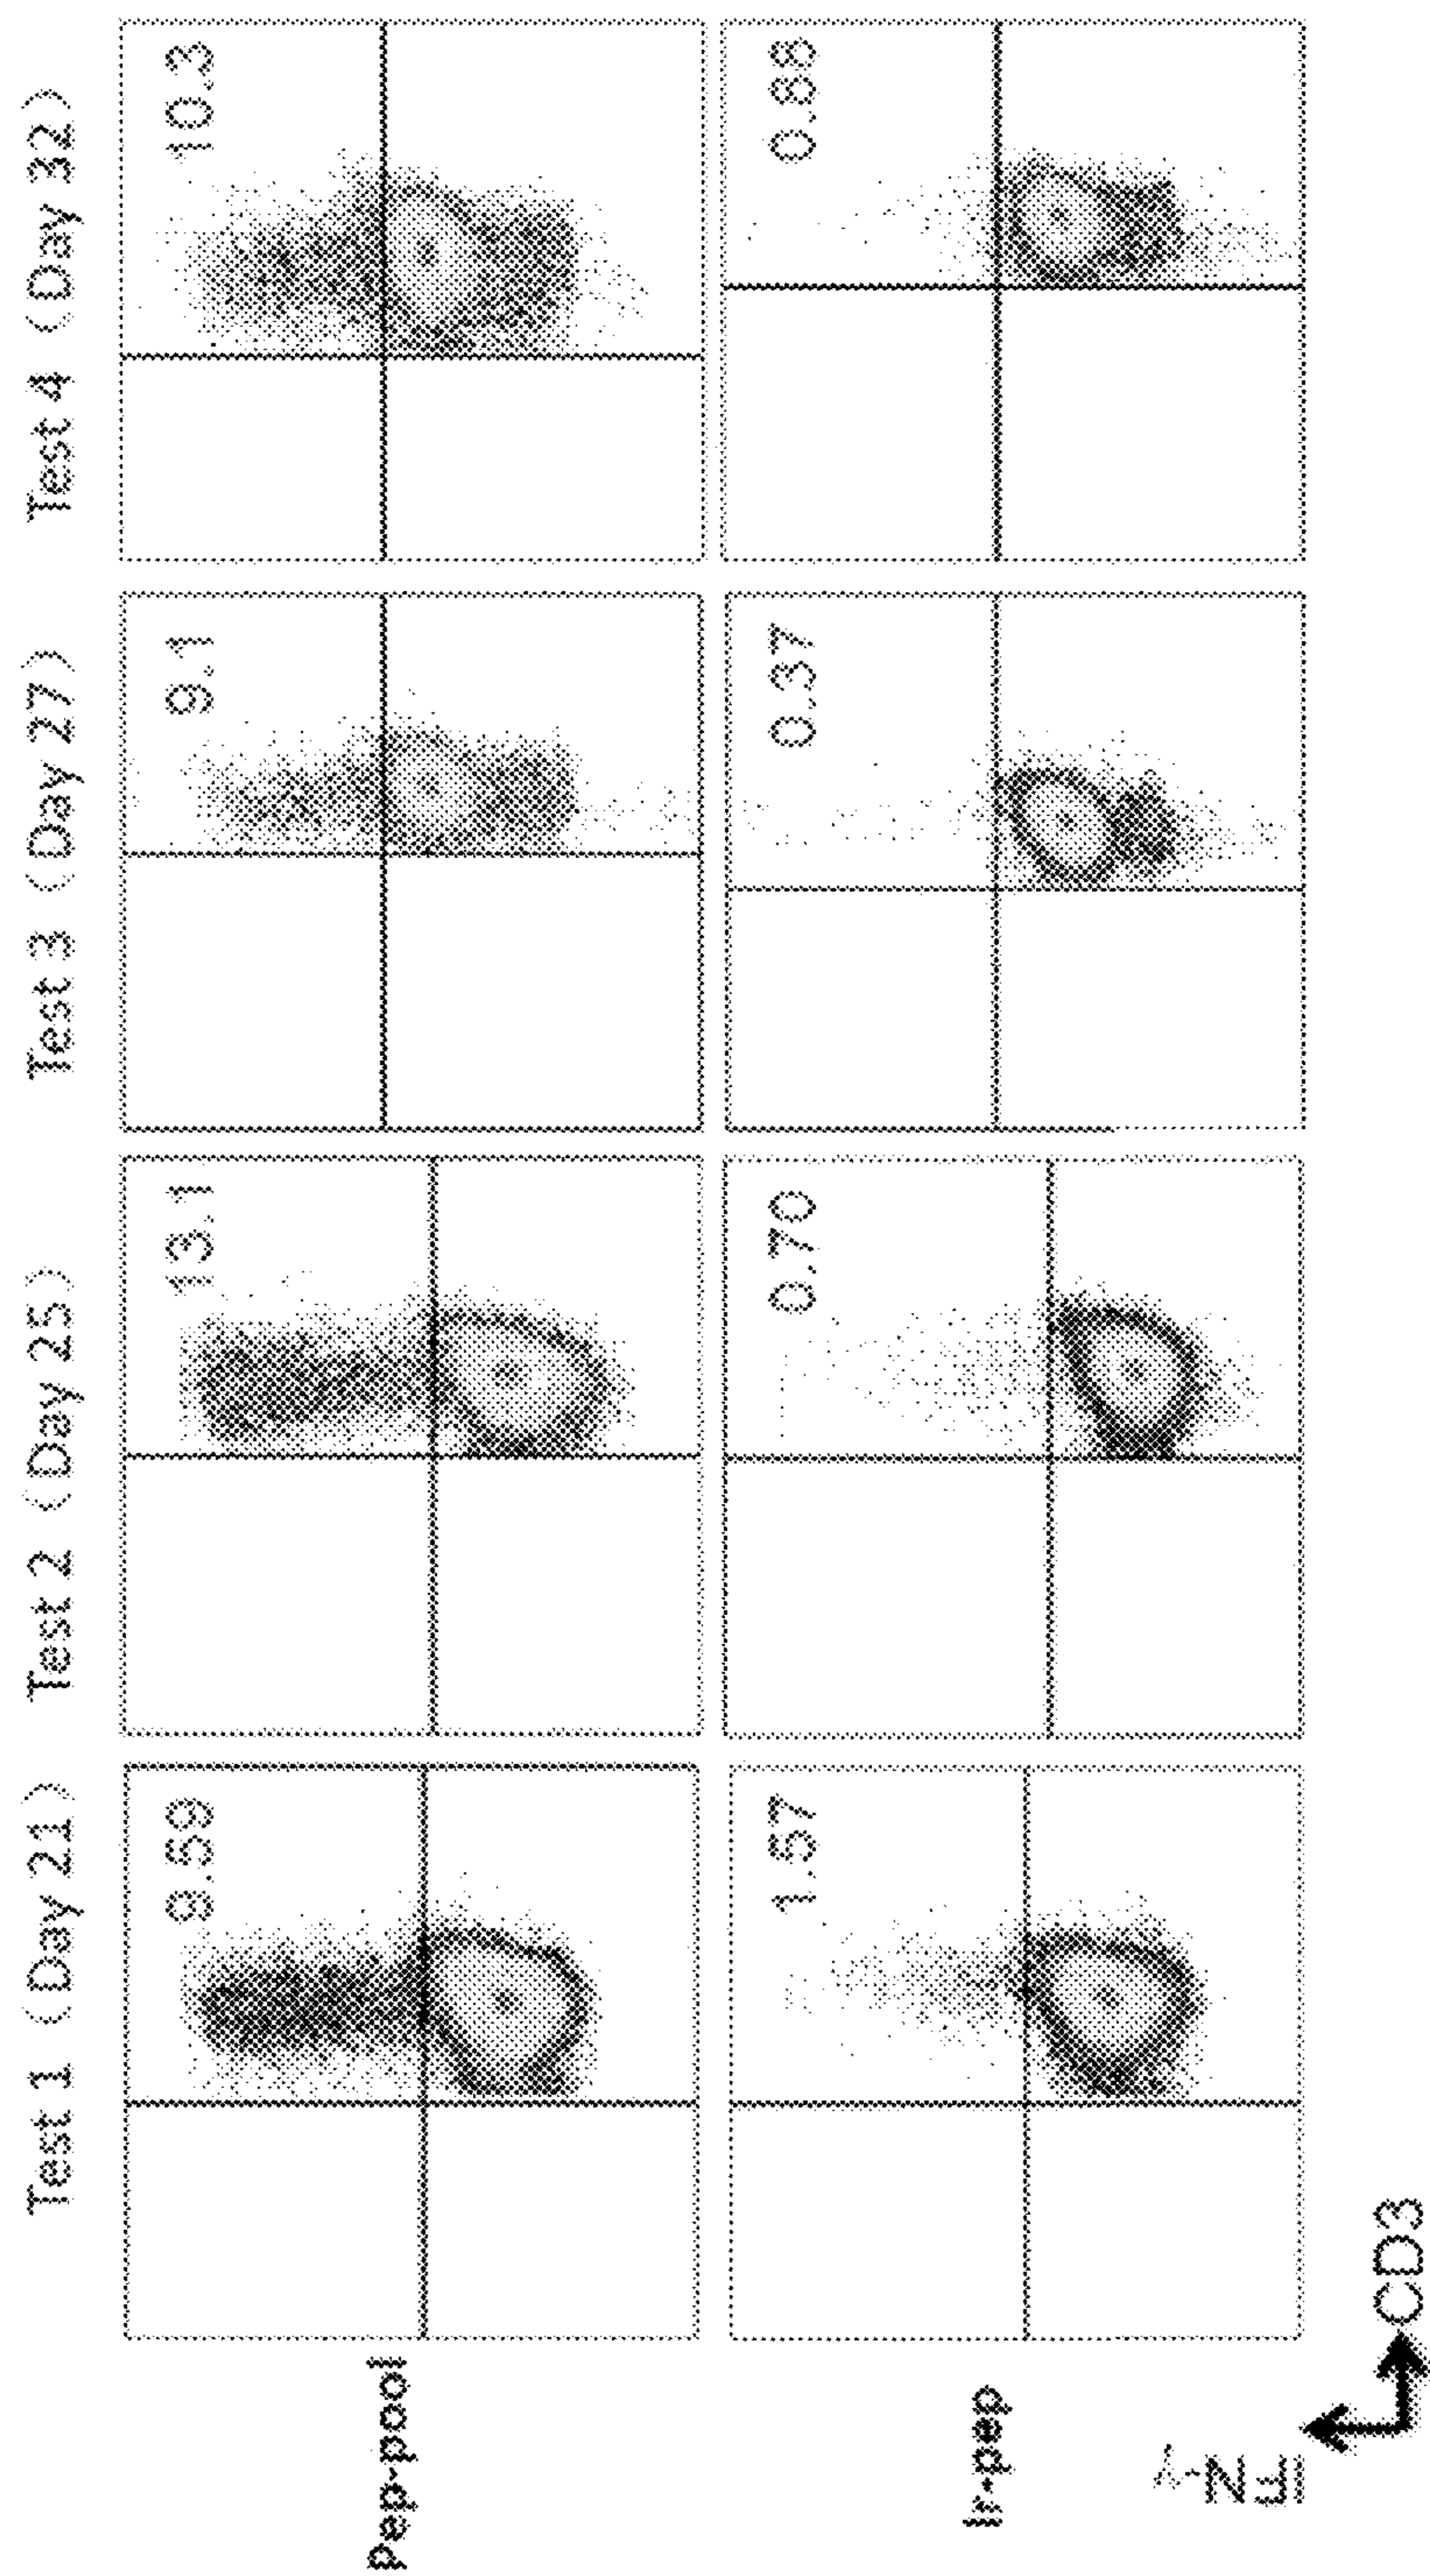 Test 1 (Day 21) Test 2 (Day 25) Test 3 (Day 27) Test 4 (Day 32)
Pep-pool 9.59 13.1 9.1 10.3
Ir-pep 1.57 0.70 0.37 0.88
IFN-γ
CD3